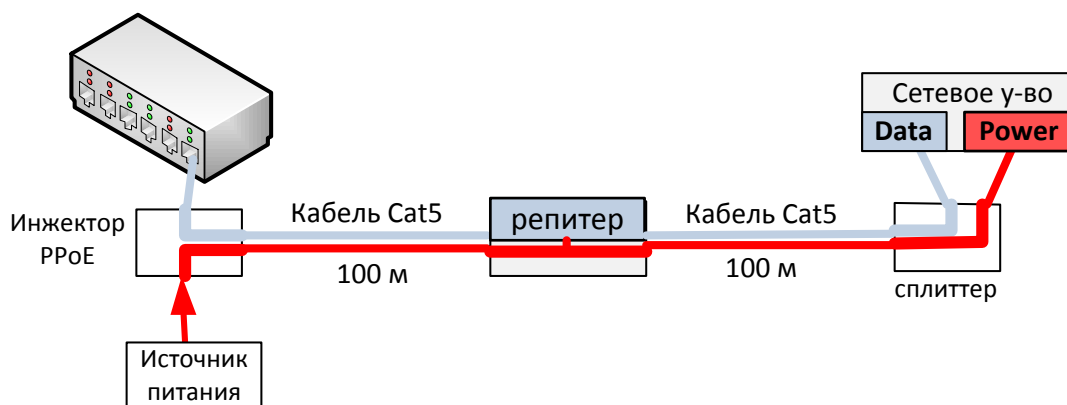 Сетевое у-во
Data
Power
Инжектор
PPoE
Кабель Cat5
100 м
репитер
Кабель Cat5
100 м
сплиттер
Источник
питания